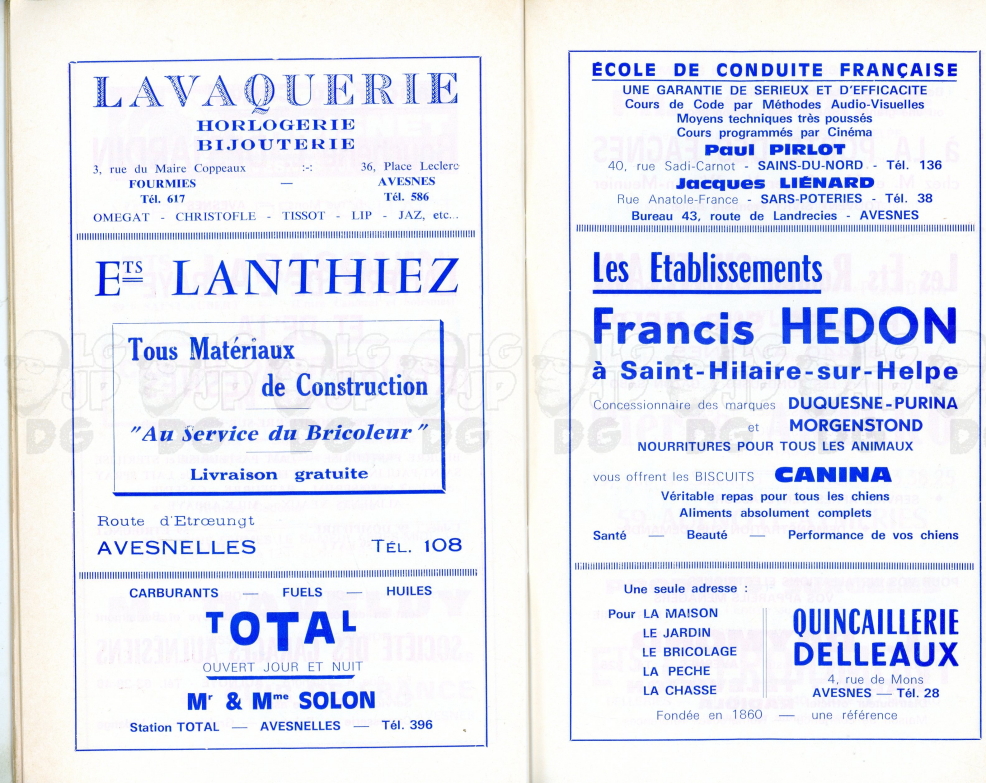 LAVAQUERIE
HORLOGERIE
BIJOUTERIE
3, rue du Maire Coppeaux :-: 36, Place Leclerc
FOURMIES — AVESNES
Tél. 617 Tél. 586
OMEGAT - CHRISTOFLE - TISSOT - LIP - JAZ, etc..
ETS LANTHIEZ
Tous Matériaux
de Construction
"Au Service du Bricoleur"
Livraison gratuite
Route d'Etrœungt
AVESNELLES TÉL. 108
CARBURANTS — FUELS — HUILES
TOTAL
OUVERT JOUR ET NUIT
Mr & Mme SOLON
Station TOTAL — AVESNELLES — Tél. 396
ÉCOLE DE CONDUITE FRANÇAISE
UNE GARANTIE DE SERIEUX ET D'EFFICACITE
Cours de Code par Méthodes Audio-Visuelles
Moyens techniques très poussés
Cours programmés par Cinéma
Paul PIRLOT
40, rue Sadi-Carnot - SAINS-DU-NORD - Tél. 136
Jacques LIÉNARD
Rue Anatole-France - SARS-POTERIES - Tél. 38
Bureau 43, route de Landrecies - AVESNES
Les Etablissements
Francis HEDON
à Saint-Hilaire-sur-Helpe
Concessionnaire des marques DUQUESNE-PURINA
et MORGENSTOND
NOURRITURES POUR TOUS LES ANIMAUX
vous offrent les BISCUITS CANINA
Véritable repas pour tous les chiens
Aliments absolument complets
Santé — Beauté — Performance de vos chiens
Une seule adresse :
Pour LA MAISON
LE JARDIN
LE BRICOLAGE
LA PECHE
LA CHASSE
QUINCAILLERIE
DELLEAUX
4, rue de Mons
AVESNES — Tél. 28
Fondée en 1860 — une référence